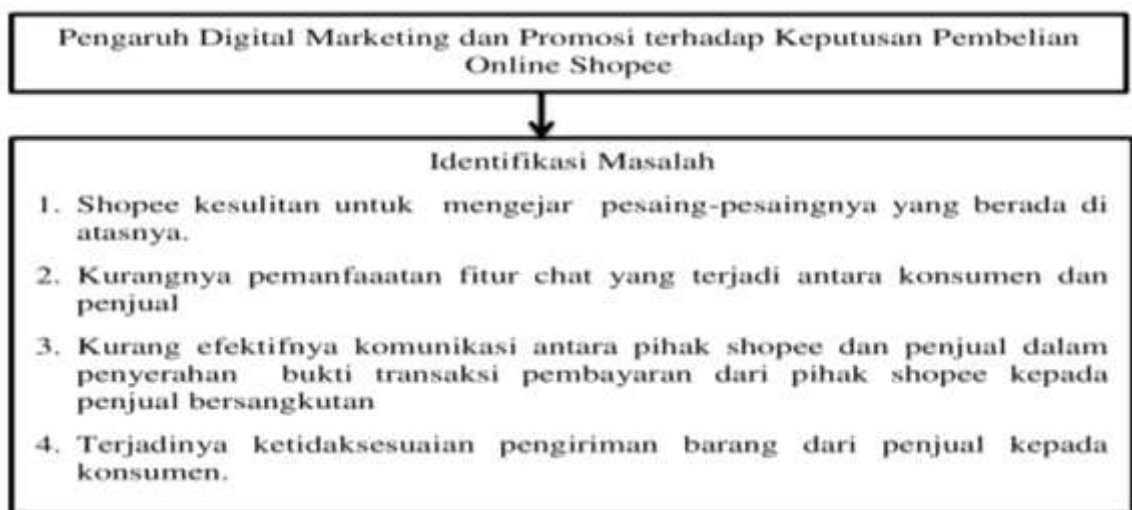 Pengaruh Digital Marketing dan Promosi terhadap Keputusan Pembelian
Online Shopee
Identifikasi Masalah
1. Shopee kesulitan untuk mengejar pesaing-pesaingnya yang berada di
atasnya.
2. Kurangnya pemanfaaatan fitur chat yang terjadi antara konsumen dan
penjual
3. Kurang efektifnya komunikasi antara pihak shopee dan penjual dalam
penyerahan bukti transaksi pembayaran dari pihak shopee kepada
penjual bersangkutan
4. Terjadinya ketidaksesuaian pengiriman barang dari penjual kepada
konsumen.